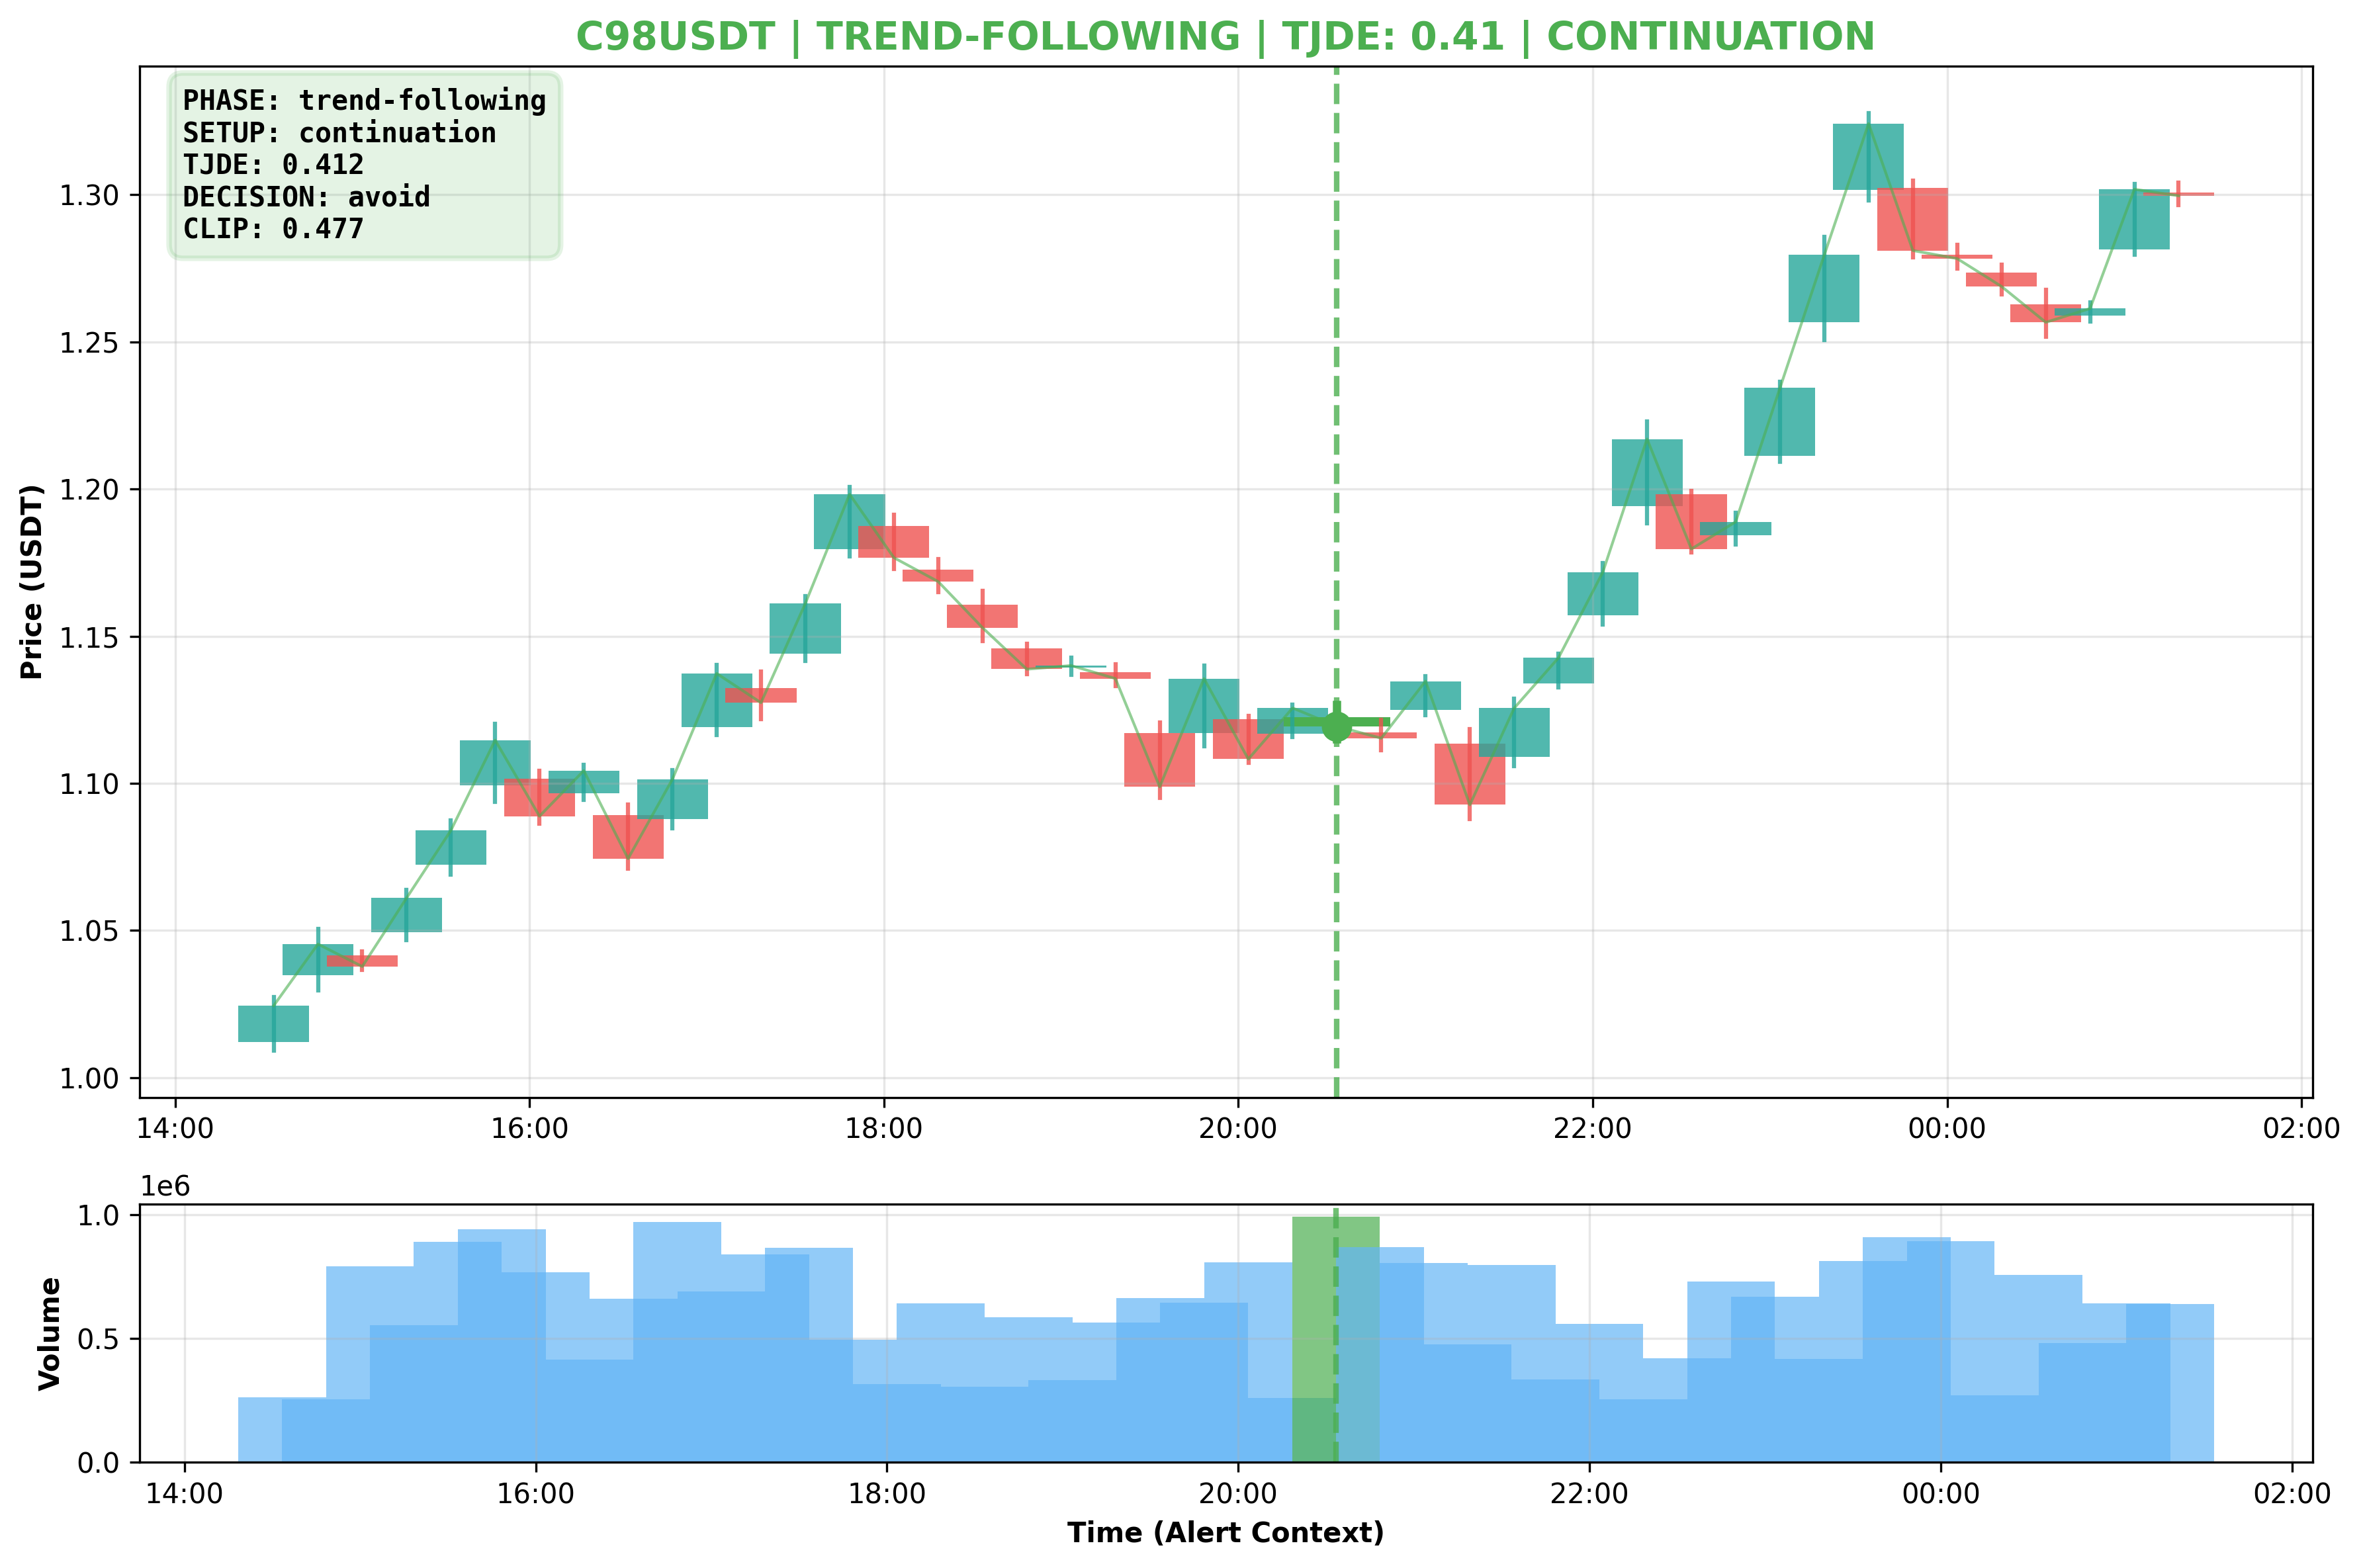 C98USDT | TREND-FOLLOWING | TJDE: 0.41 | CONTINUATION
PHASE: trend-following
SETUP: continuation
TJDE: 0.412
DECISION: avoid
CLIP: 0.477
Price (USDT)
1.30
1.25
1.20
1.15
1.10
1.05
1.00
14:00 16:00 18:00 20:00 22:00 00:00 02:00
1e6
Volume
1.0
0.5
0.0
14:00 16:00 18:00 20:00 22:00 00:00 02:00
Time (Alert Context)